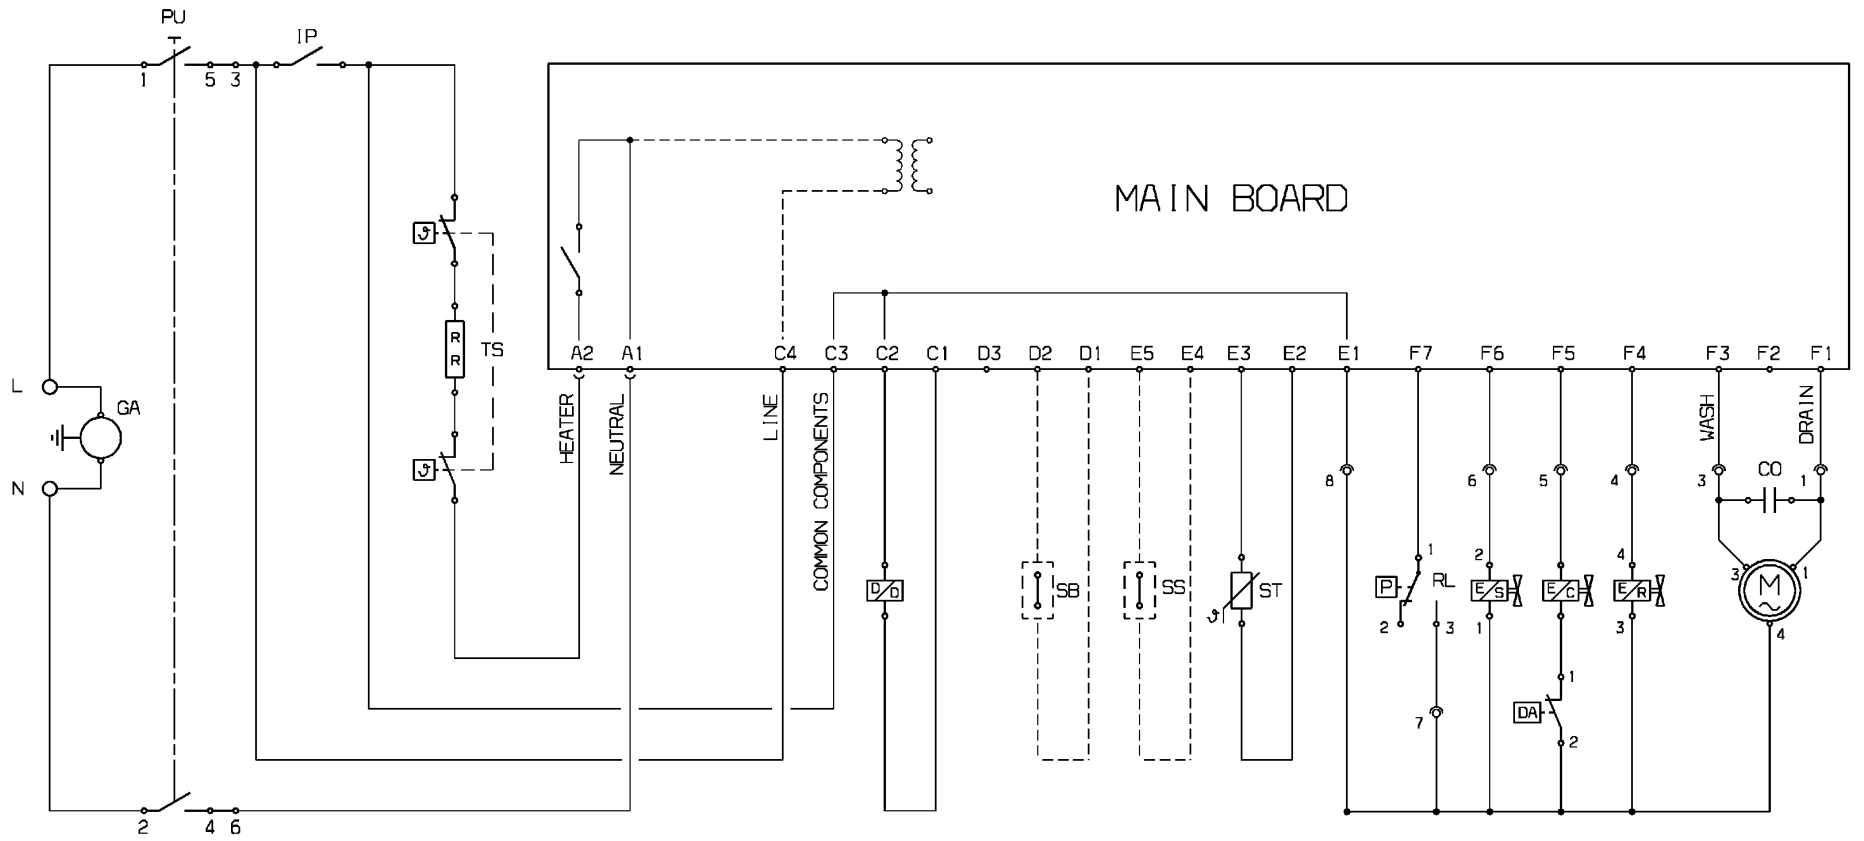 PU
IP
1
5 3
MAIN BOARD
ϑ
R
R
TS
A2 A1 C4 C3 C2 C1 D3 D2 D1 E5 E4 E3 E2 E1 F7 F6 F5 F4 F3 F2 F1
L
GA
N
HEATER
NEUTRAL
LINE
COMMON COMPONENTS
WASH
DRAIN
ϑ
8 6 5 4 3 CO 1
1 2 4
D/D
SB
SS
ST
ϑ
P
RL
E/S
E/C
E/R
3 M 1
2 3 1 3 4
1
DA
7
2
2 4 6